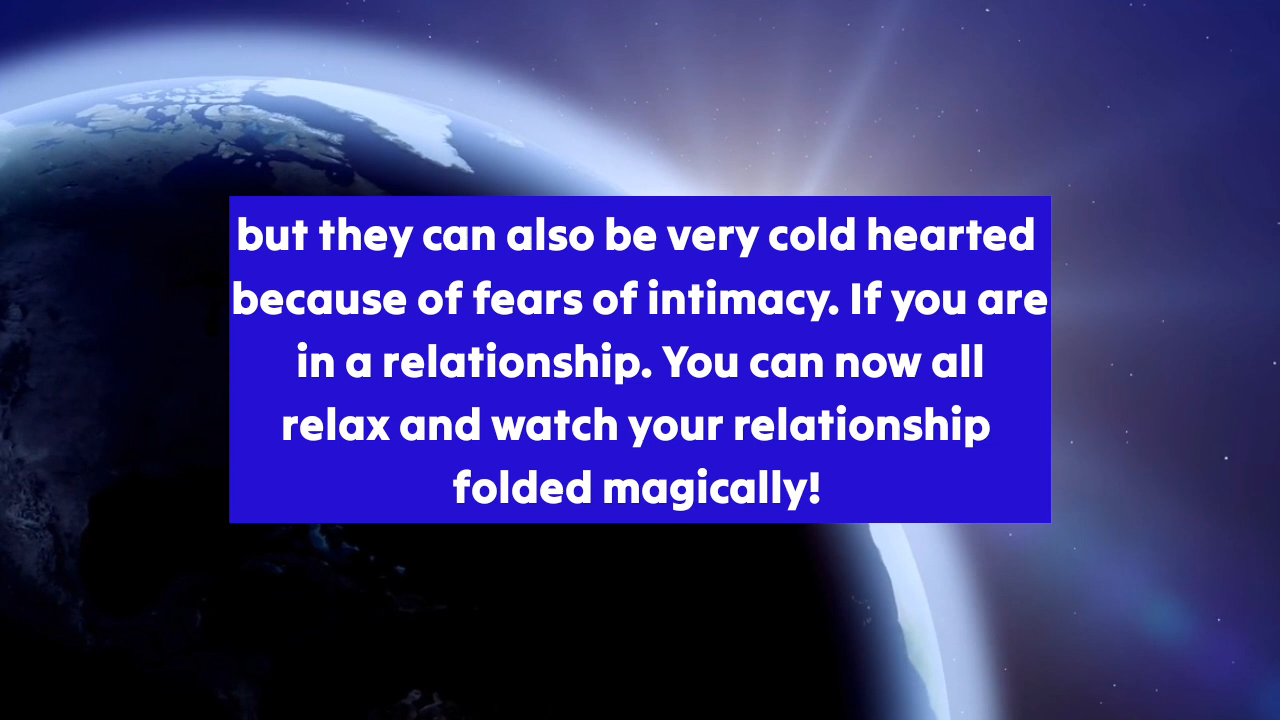 but they can also be very cold hearted
because of fears of intimacy. If you are
in a relationship. You can now all
relax and watch your relationship
folded magically!